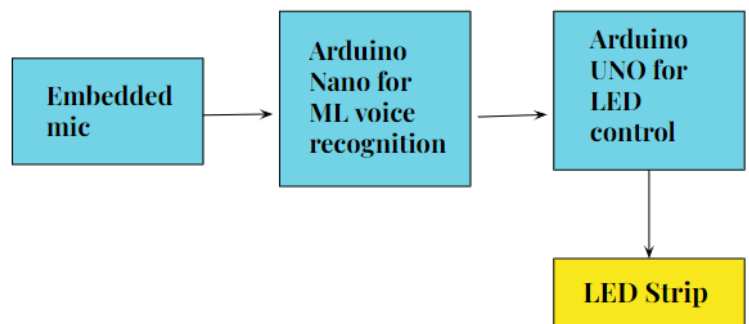 Embedded
mic
Arduino
Nano for
ML voice
recognition
Arduino
UNO for
LED
control
LED Strip